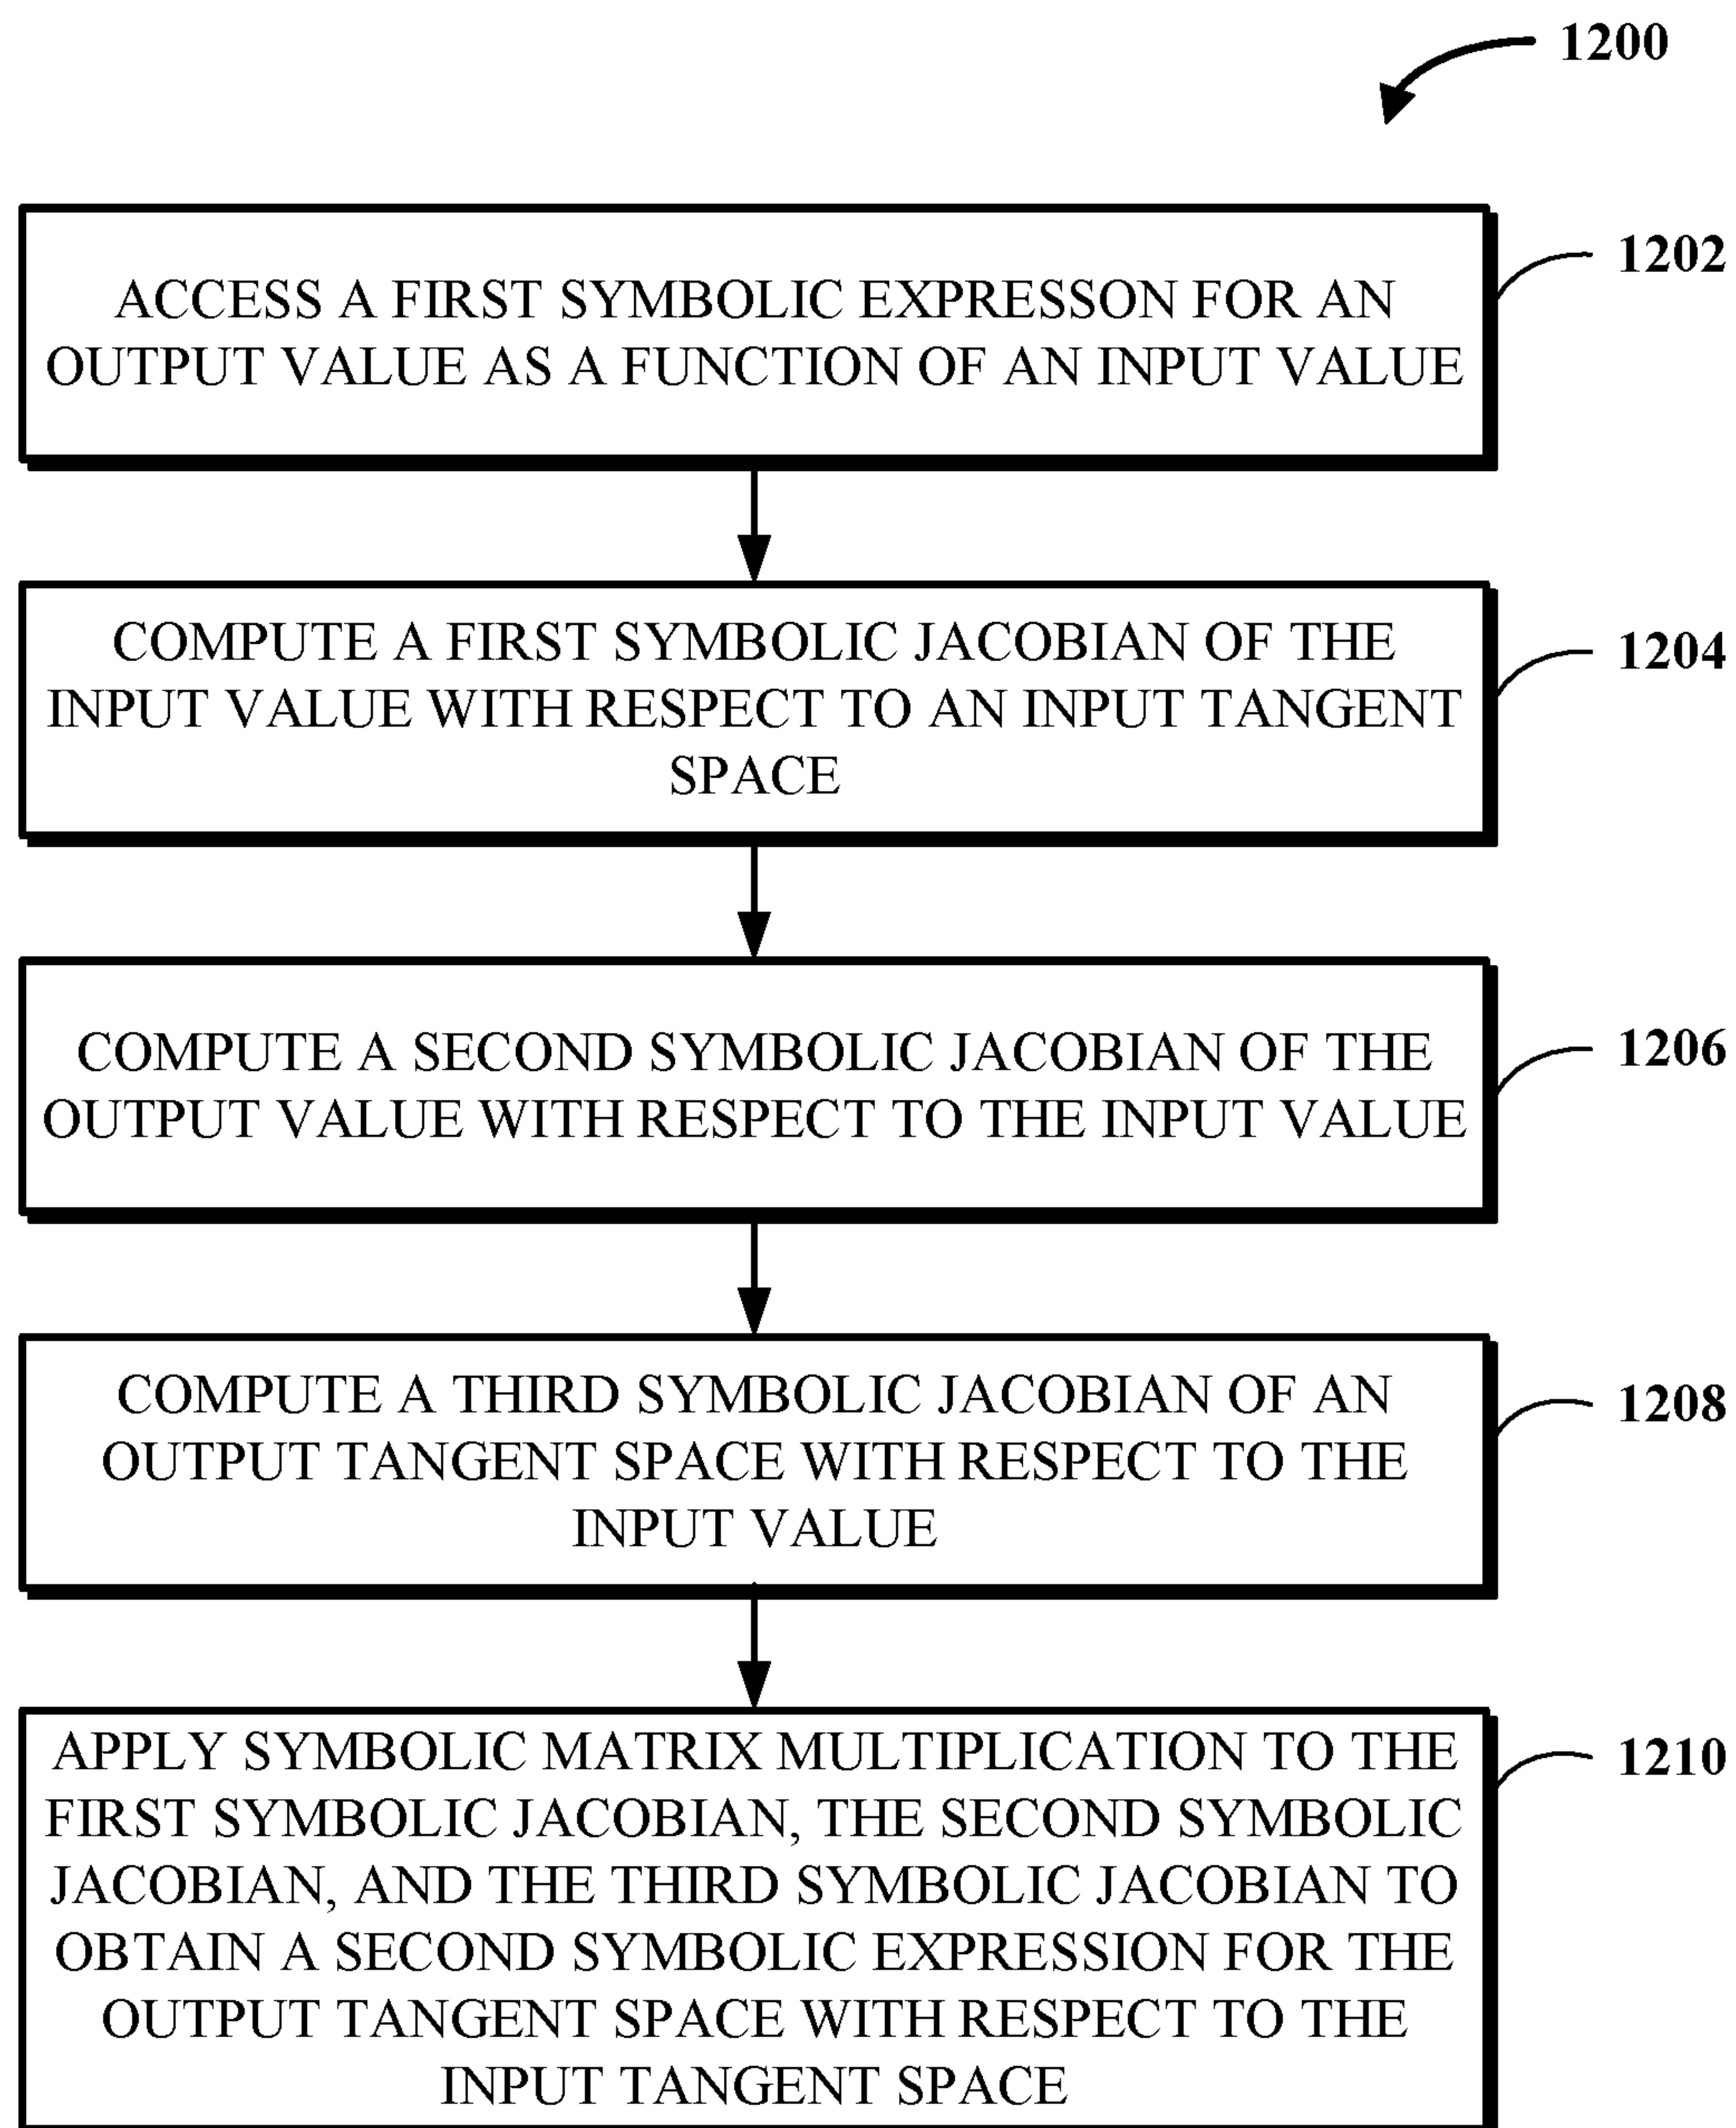 1200
ACCESS A FIRST SYMBOLIC EXPRESSON FOR AN
OUTPUT VALUE AS A FUNCTION OF AN INPUT VALUE
1202
COMPUTE A FIRST SYMBOLIC JACOBIAN OF THE
INPUT VALUE WITH RESPECT TO AN INPUT TANGENT
SPACE
1204
COMPUTE A SECOND SYMBOLIC JACOBIAN OF THE
OUTPUT VALUE WITH RESPECT TO THE INPUT VALUE
1206
COMPUTE A THIRD SYMBOLIC JACOBIAN OF AN
OUTPUT TANGENT SPACE WITH RESPECT TO THE
INPUT VALUE
1208
APPLY SYMBOLIC MATRIX MULTIPLICATION TO THE
FIRST SYMBOLIC JACOBIAN, THE SECOND SYMBOLIC
JACOBIAN, AND THE THIRD SYMBOLIC JACOBIAN TO
OBTAIN A SECOND SYMBOLIC EXPRESSION FOR THE
OUTPUT TANGENT SPACE WITH RESPECT TO THE
INPUT TANGENT SPACE
1210